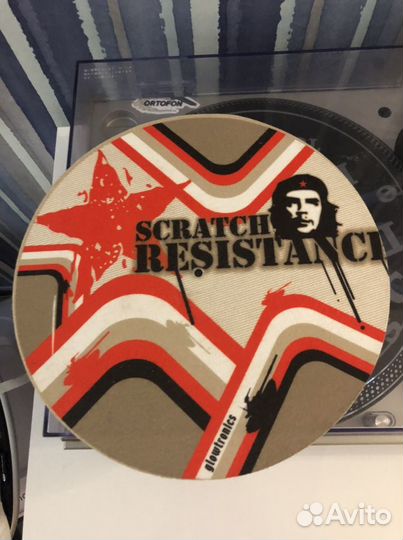 ORTOFON
SCRATCH
RESISTANCE
glowtronics
Avito